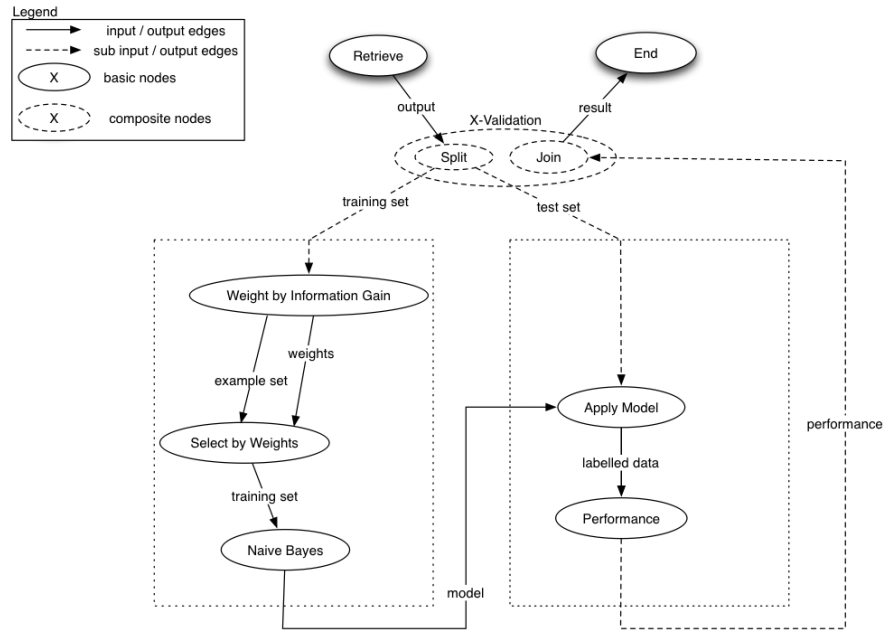 Legend
input / output edges
sub input / output edges
X
basic nodes
X
composite nodes
Retrieve
End
output
result
X-Validation
Split
Join
training set
test set
Weight by Information Gain
weights
example set
Select by Weights
training set
Naive Bayes
model
Apply Model
labelled data
Performance
performance